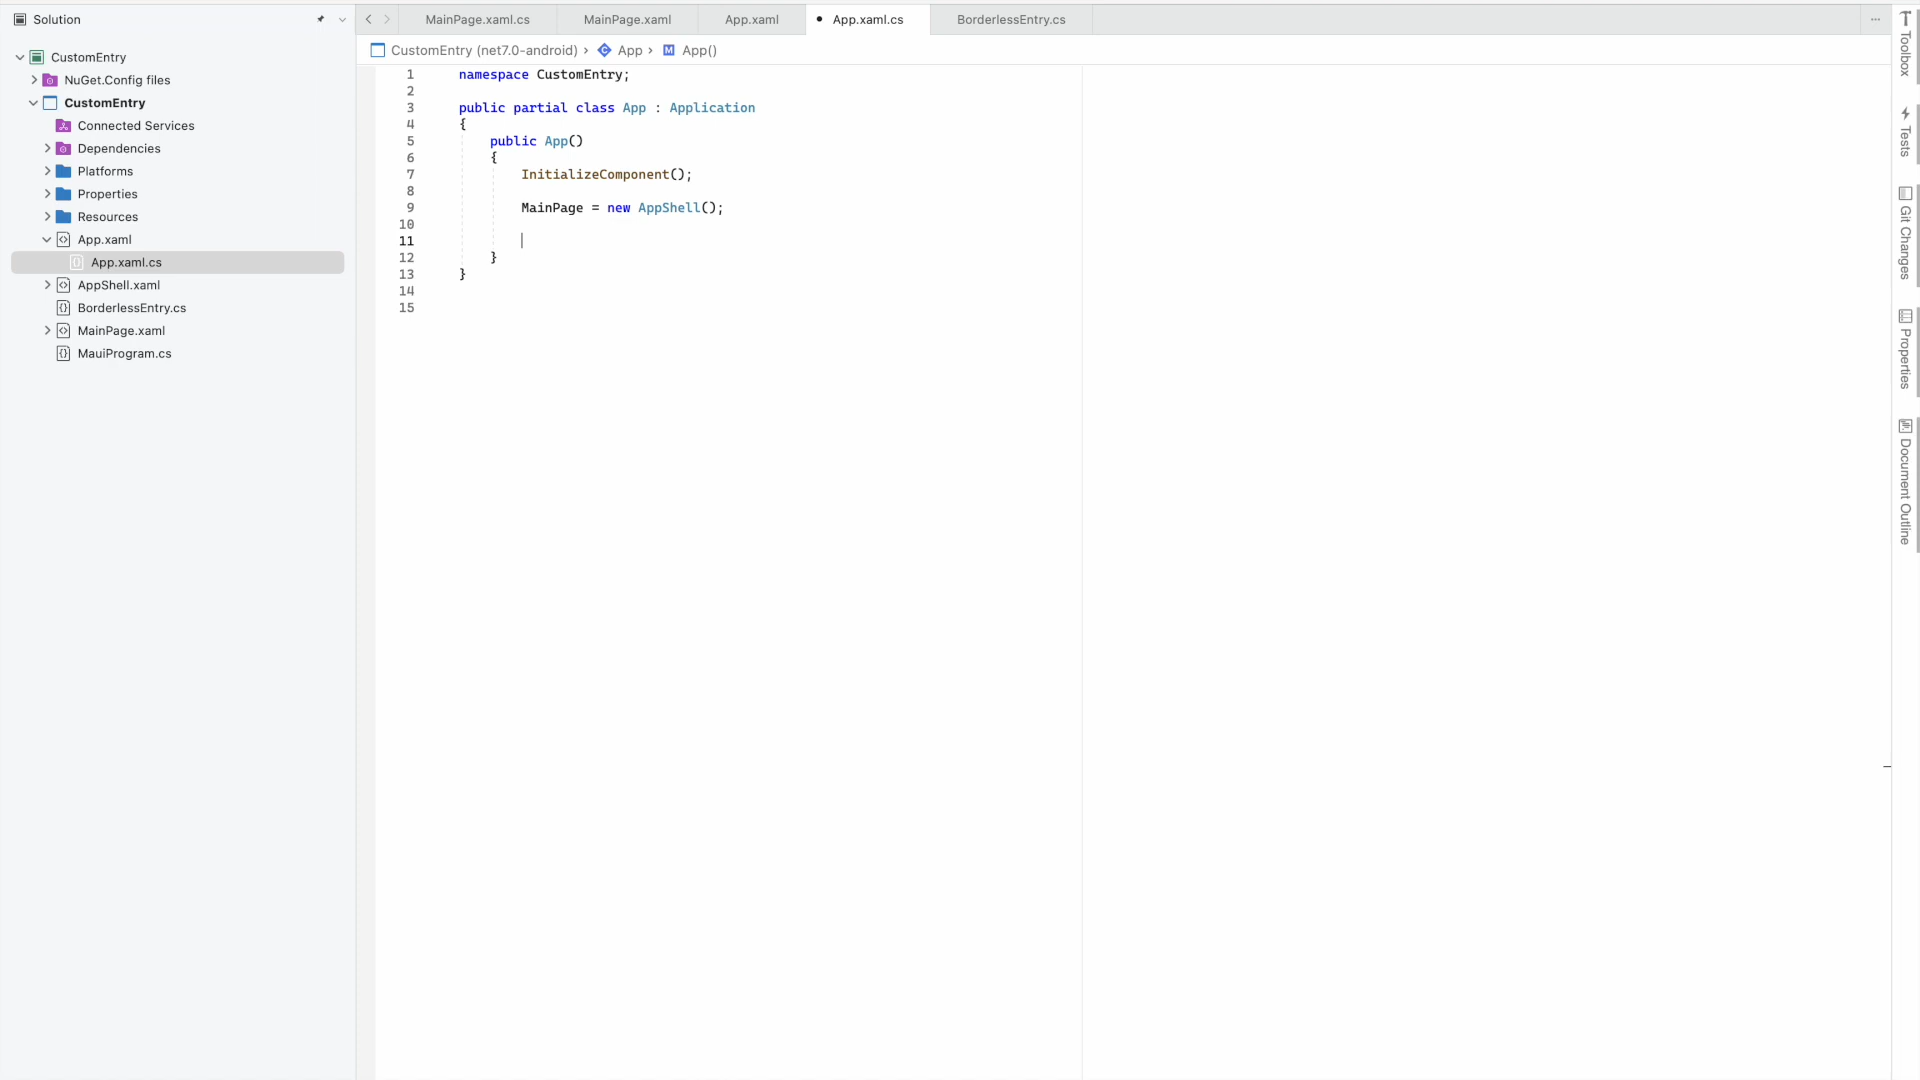 Solution
CustomEntry
NuGet.Config files
CustomEntry
Connected Services
Dependencies
Platforms
Properties
Resources
App.xaml
App.xaml.cs
AppShell.xaml
BorderlessEntry.cs
MainPage.xaml
MauiProgram.cs
MainPage.xaml.cs
MainPage.xaml
App.xaml
App.xaml.cs
BorderlessEntry.cs
CustomEntry (net7.0-android) › App › M App()
1 namespace CustomEntry;
2
3 public partial class App : Application
4 {
5 public App()
6 {
7 InitializeComponent();
8
9 MainPage = new AppShell();
10
11
12 }
13 }
14
15
Toolbox
Tests
Git Changes
Properties
Document Outline